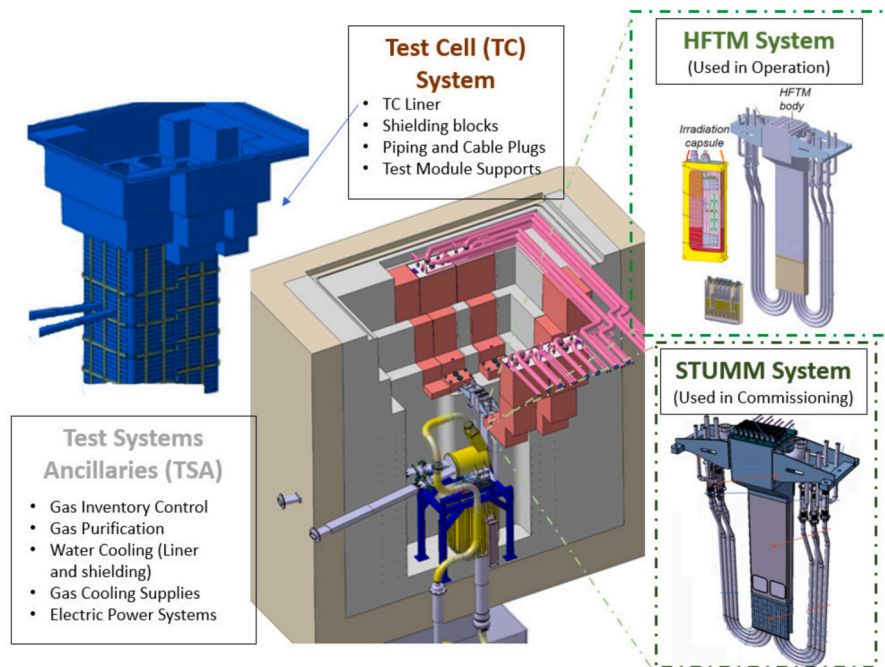 Test Cell (TC)
System
• TC Liner
• Shielding blocks
• Piping and Cable Plugs
• Test Module Supports
HFTM System
(Used in Operation)
HFTM
body
Irradiation
capsule
STUMM System
(Used in Commissioning)
Test Systems
Ancillaries (TSA)
• Gas Inventory Control
• Gas Purification
• Water Cooling (Liner
and shielding)
• Gas Cooling Supplies
• Electric Power Systems